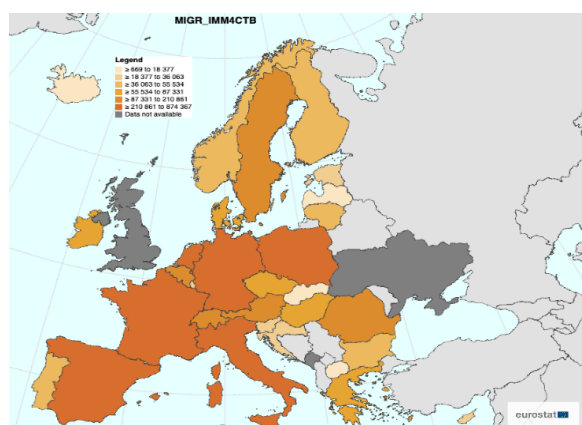 MIGR_IMM4CTB
Legend
≥ 669 to 18 377
≥ 18 377 to 36 063
≥ 36 063 to 55 534
≥ 55 534 to 87 331
≥ 87 331 to 210 861
≥ 210 861 to 874 367
Data not available
eurostat